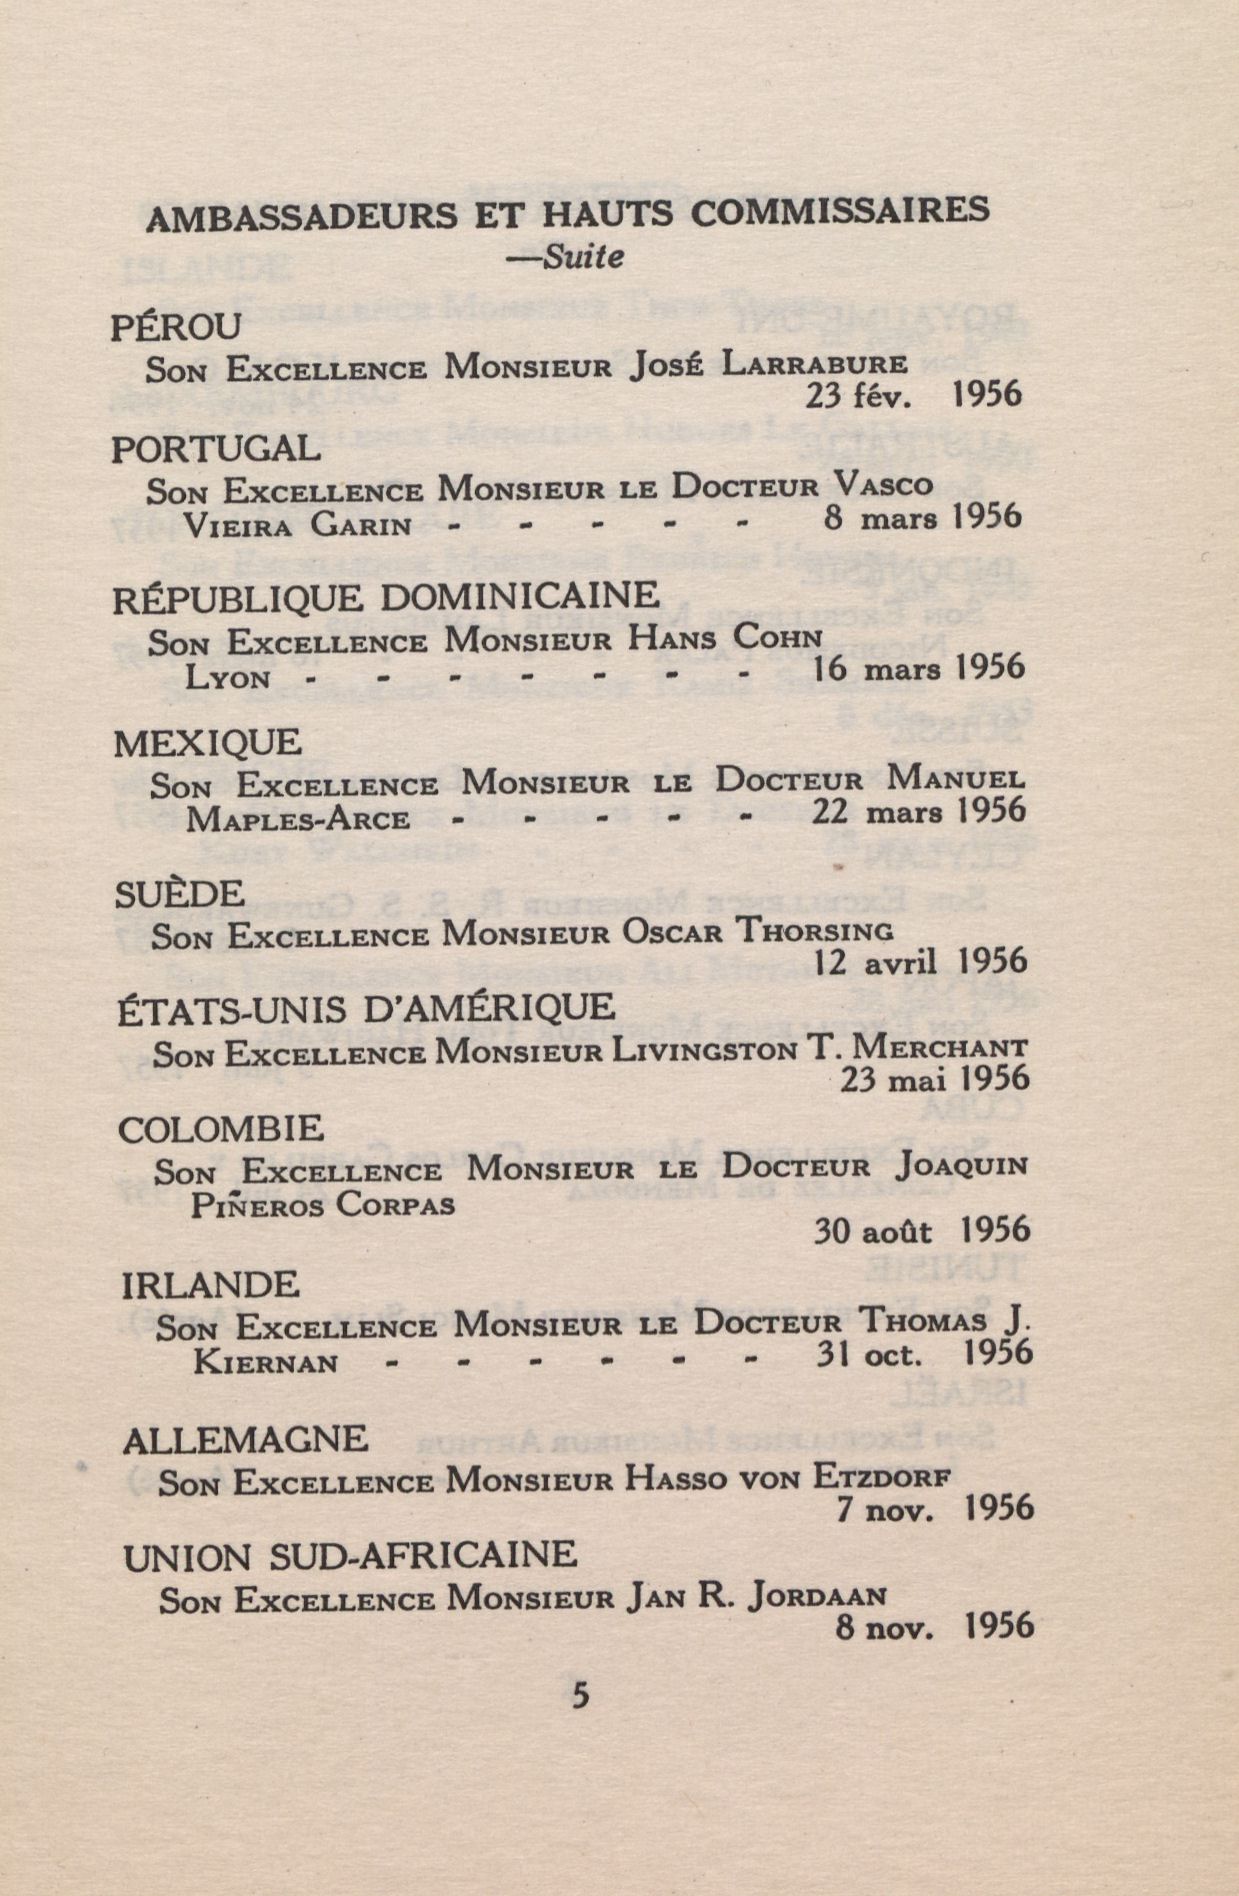 AMBASSADEURS ET HAUTS COMMISSAIRES
—Suite
PÉROU
Son Excellence Monsieur José Larrabure
23 fév. 1956
PORTUGAL
Son Excellence Monsieur le Docteur Vasco
Vieira Garin - - - - - 8 mars 1956
RÉPUBLIQUE DOMINICAINE
Son Excellence Monsieur Hans Cohn
Lyon - - - - - - - 16 mars 1956
MEXIQUE
Son Excellence Monsieur le Docteur Manuel
Maples-Arce - - - - - 22 mars 1956
SUÈDE
Son Excellence Monsieur Oscar Thorsing
12 avril 1956
ÉTATS-UNIS D'AMÉRIQUE
Son Excellence Monsieur Livingston T. Merchant
23 mai 1956
COLOMBIE
Son Excellence Monsieur le Docteur Joaquin
Piñeros Corpas
30 août 1956
IRLANDE
Son Excellence Monsieur le Docteur Thomas J.
Kiernan - - - - - - 31 oct. 1956
ALLEMAGNE
Son Excellence Monsieur Hasso von Etzdorf
7 nov. 1956
UNION SUD-AFRICAINE
Son Excellence Monsieur Jan R. Jordaan
8 nov. 1956
5